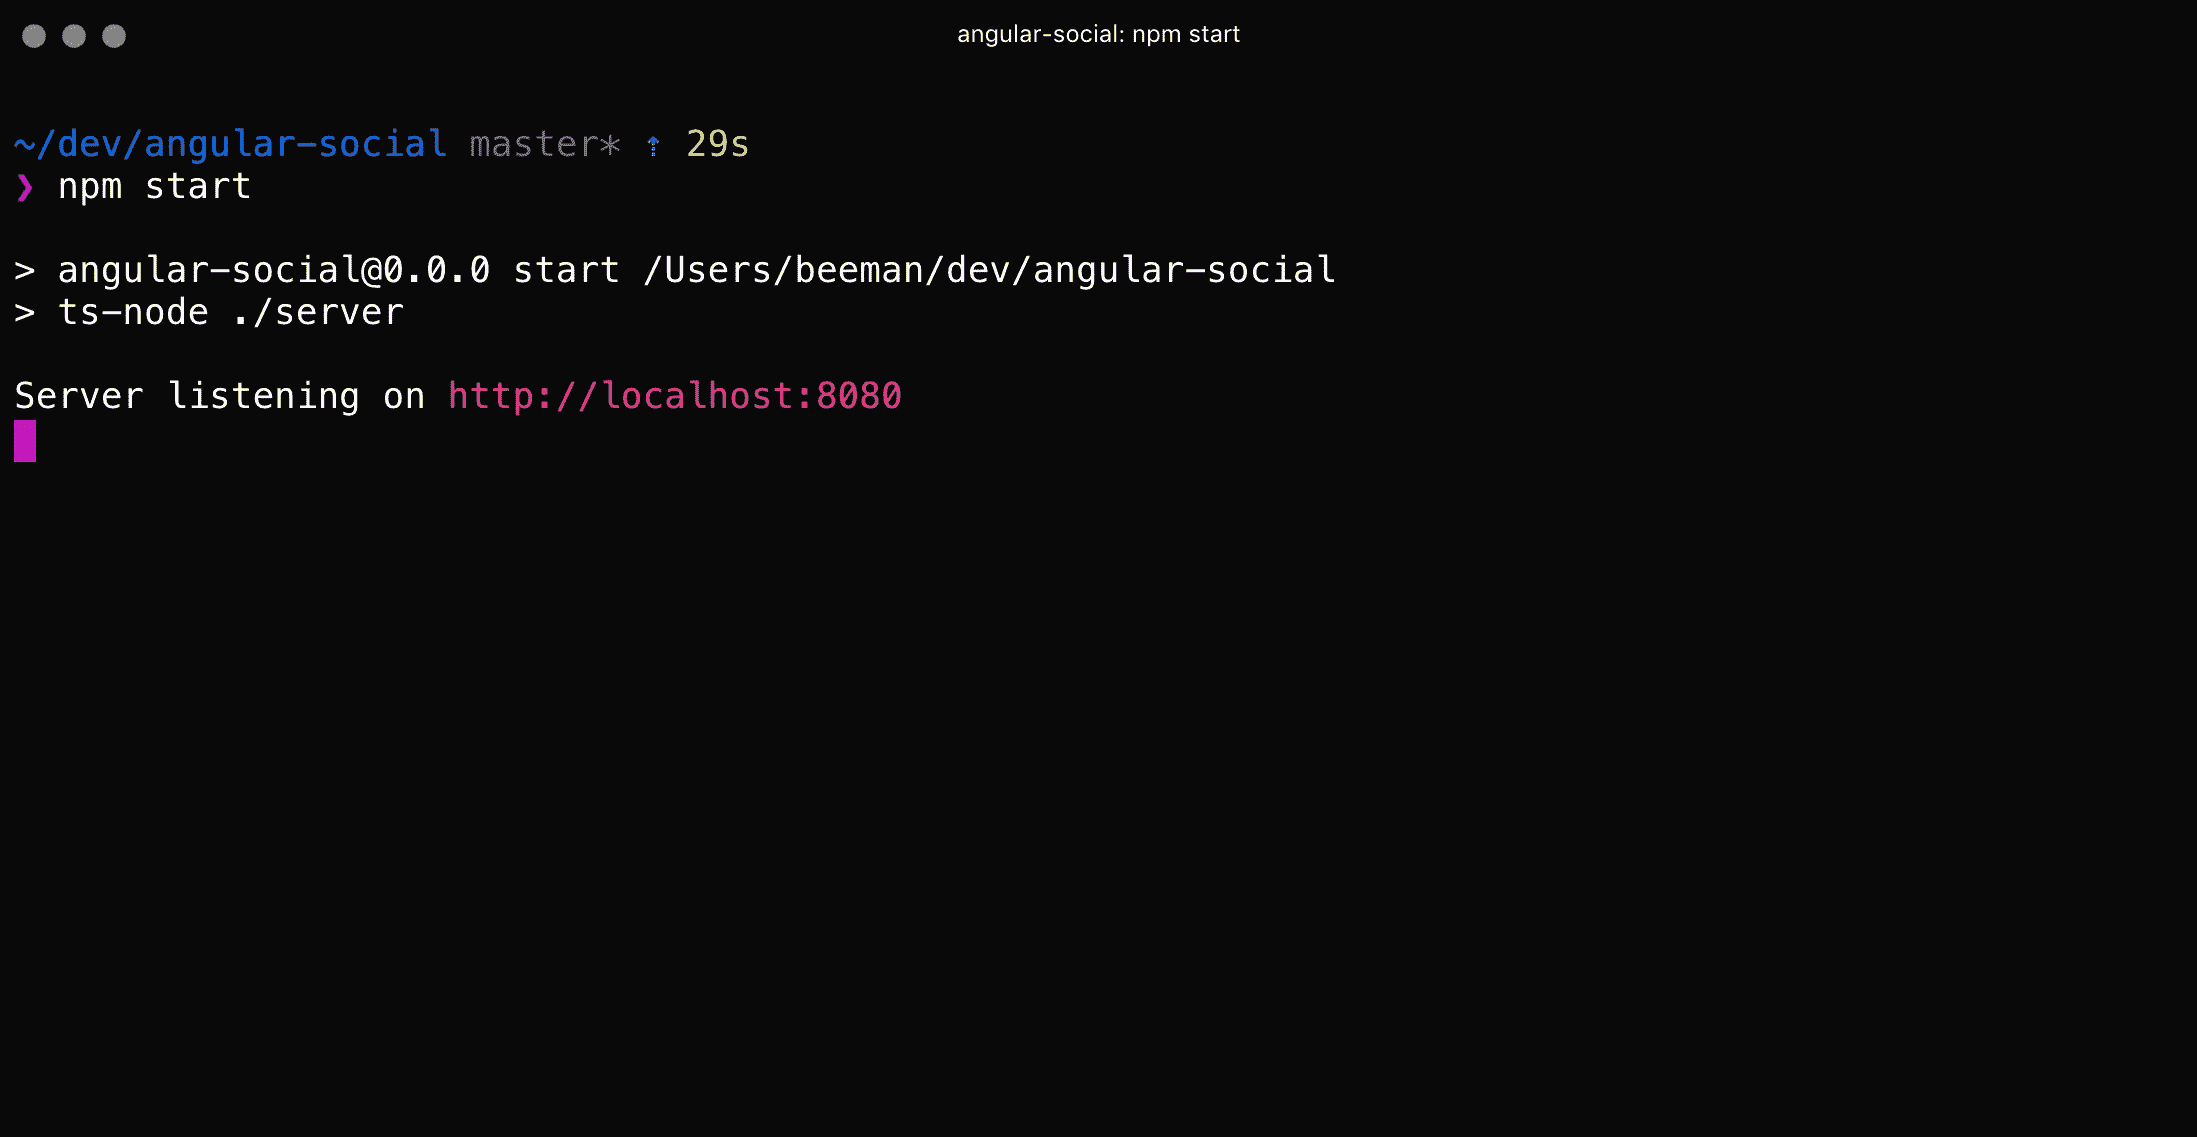 angular-social: npm start
~/dev/angular-social master* ⇡ 29s
❯ npm start
> angular-social@0.0.0 start /Users/beeman/dev/angular-social
> ts-node ./server
Server listening on http://localhost:8080